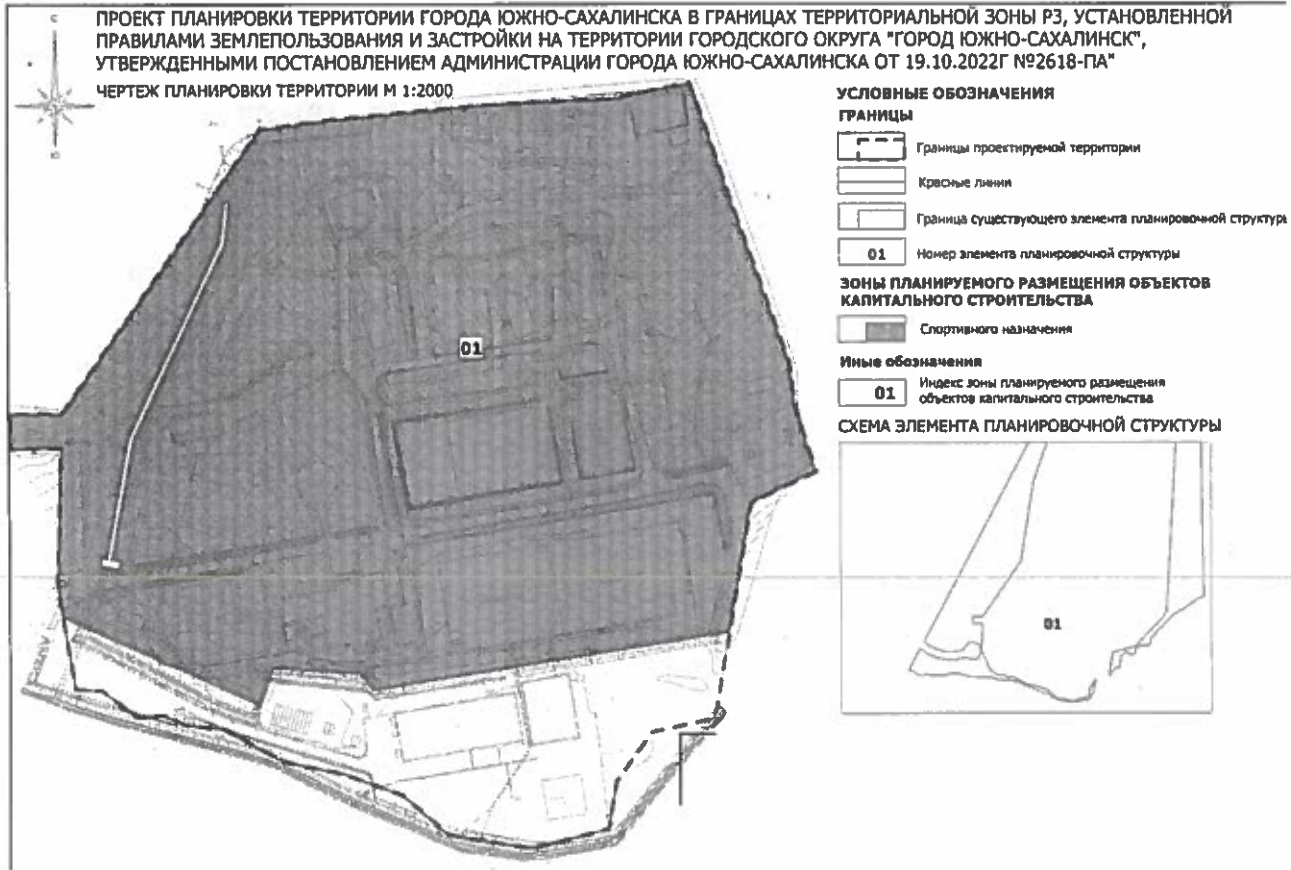 ПРОЕКТ ПЛАНИРОВКИ ТЕРРИТОРИИ ГОРОДА ЮЖНО-САХАЛИНСКА В ГРАНИЦАХ ТЕРРИТОРИАЛЬНОЙ ЗОНЫ Р3, УСТАНОВЛЕННОЙ
ПРАВИЛАМИ ЗЕМЛЕПОЛЬЗОВАНИЯ И ЗАСТРОЙКИ НА ТЕРРИТОРИИ ГОРОДСКОГО ОКРУГА "ГОРОД ЮЖНО-САХАЛИНСК",
УТВЕРЖДЕННЫМИ ПОСТАНОВЛЕНИЕМ АДМИНИСТРАЦИИ ГОРОДА ЮЖНО-САХАЛИНСКА ОТ 19.10.2022Г №2618-ПА"
ЧЕРТЕЖ ПЛАНИРОВКИ ТЕРРИТОРИИ М 1:2000
С
01
УСЛОВНЫЕ ОБОЗНАЧЕНИЯ
ГРАНИЦЫ
Границы проектируемой территории
Красные линии
Граница существующего элемента планировочной структуры
01 Номер элемента планировочной структуры
ЗОНЫ ПЛАНИРУЕМОГО РАЗМЕЩЕНИЯ ОБЪЕКТОВ
КАПИТАЛЬНОГО СТРОИТЕЛЬСТВА
Спортивного назначения
Иные обозначения
01 Индекс зоны планируемого размещения
объектов капитального строительства
СХЕМА ЭЛЕМЕНТА ПЛАНИРОВОЧНОЙ СТРУКТУРЫ
01